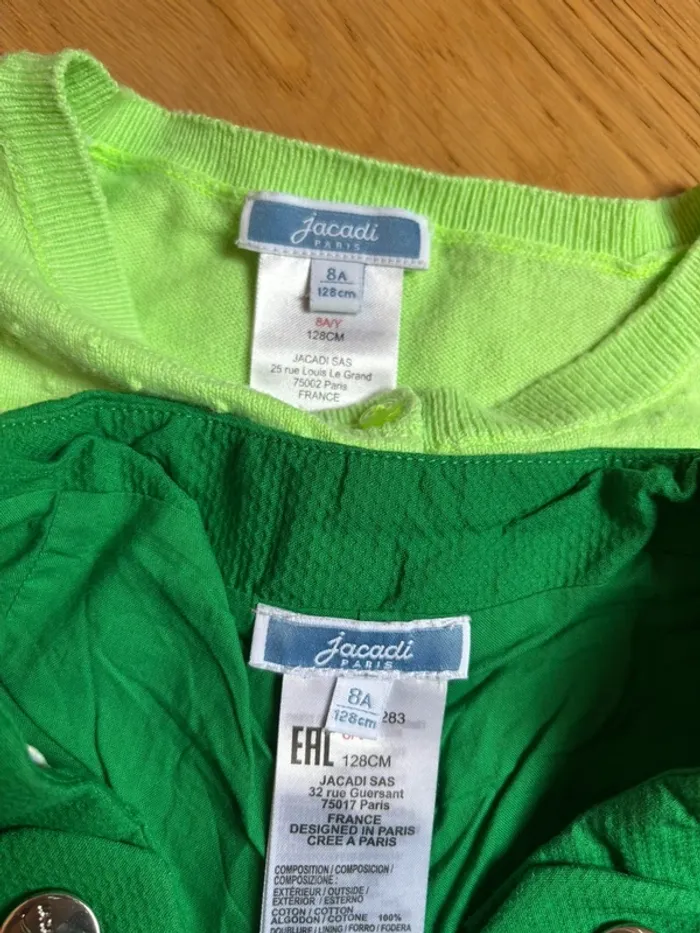 jacadi
PARIS
8A
128cm
8A/Y
128CM
JACADI SAS
25 rue Louis Le Grand
75002 Paris
FRANCE
jacadi
PARIS
8A
128cm
283
EAC
128CM
JACADI SAS
32 rue Guersant
75017 Paris
FRANCE
DESIGNED IN PARIS
CREE A PARIS
COMPOSITION / COMPOSICION /
COMPOSIZIONE :
EXTÉRIEUR / OUTSIDE /
EXTERIOR / ESTERNO
COTON / COTTON
ALGODÓN / COTONE 100%
DOUBLURE / LINING / FORRO / FODERA